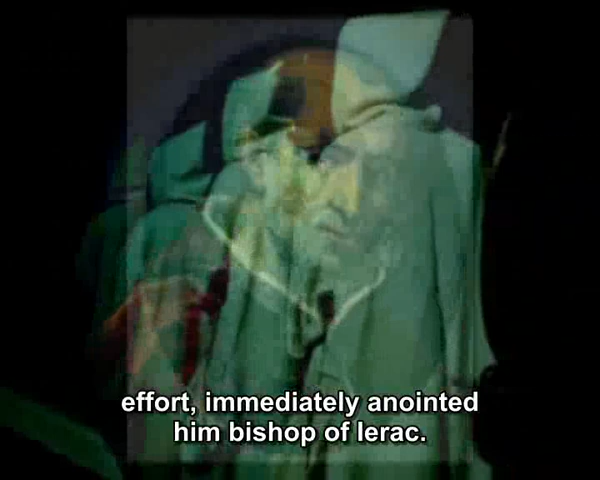 effort, immediately anointed
him bishop of Ierac.